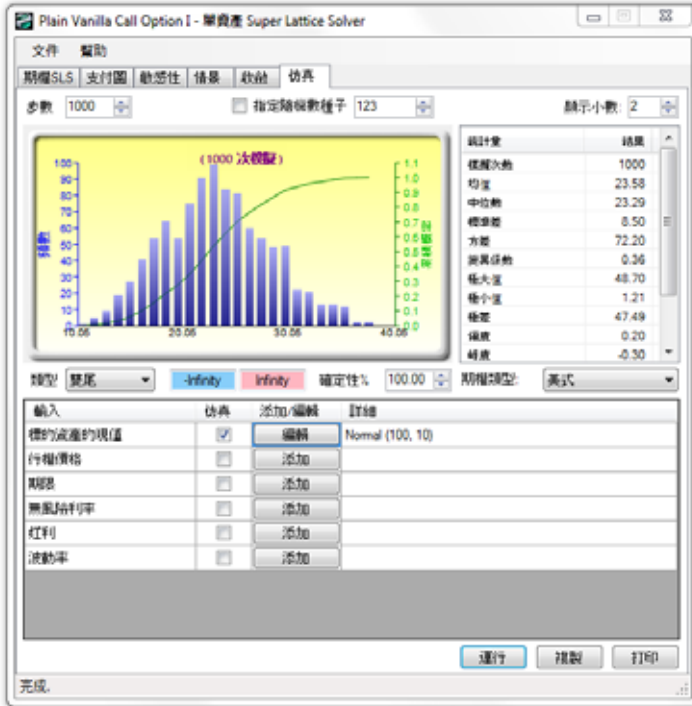 Plain Vanilla Call Option I - 單資產 Super Lattice Solver
文件 幫助
期權SLS 支付圖 敏感性 情景 收斂 仿真
步數 1000 指定隨機數種子 123 顯示小數: 2
(1000 次模擬)
頻數
100
90
80
70
60
50
40
30
20
10
0
10.06 20.06 30.06 40.06
1.1
1.0
0.9
0.8
0.7
0.6
0.5
0.4
0.3
0.2
0.1
0.0
統計量 結果
模擬次數 1000
均值 23.58
中位數 23.29
標準差 8.50
方差 72.20
變異係數 0.36
極大值 48.70
極小值 1.21
極差 47.49
偏度 0.20
峰度 -0.30
類型 雙尾 -Infinity Infinity 確定性% 100.00 期權類型: 美式
輸入 仿真 添加/編輯 詳細
標的資產的現值 編輯 Normal (100, 10)
行權價格 添加
期限 添加
無風險利率 添加
紅利 添加
波動率 添加
運行 複製 打印
完成.